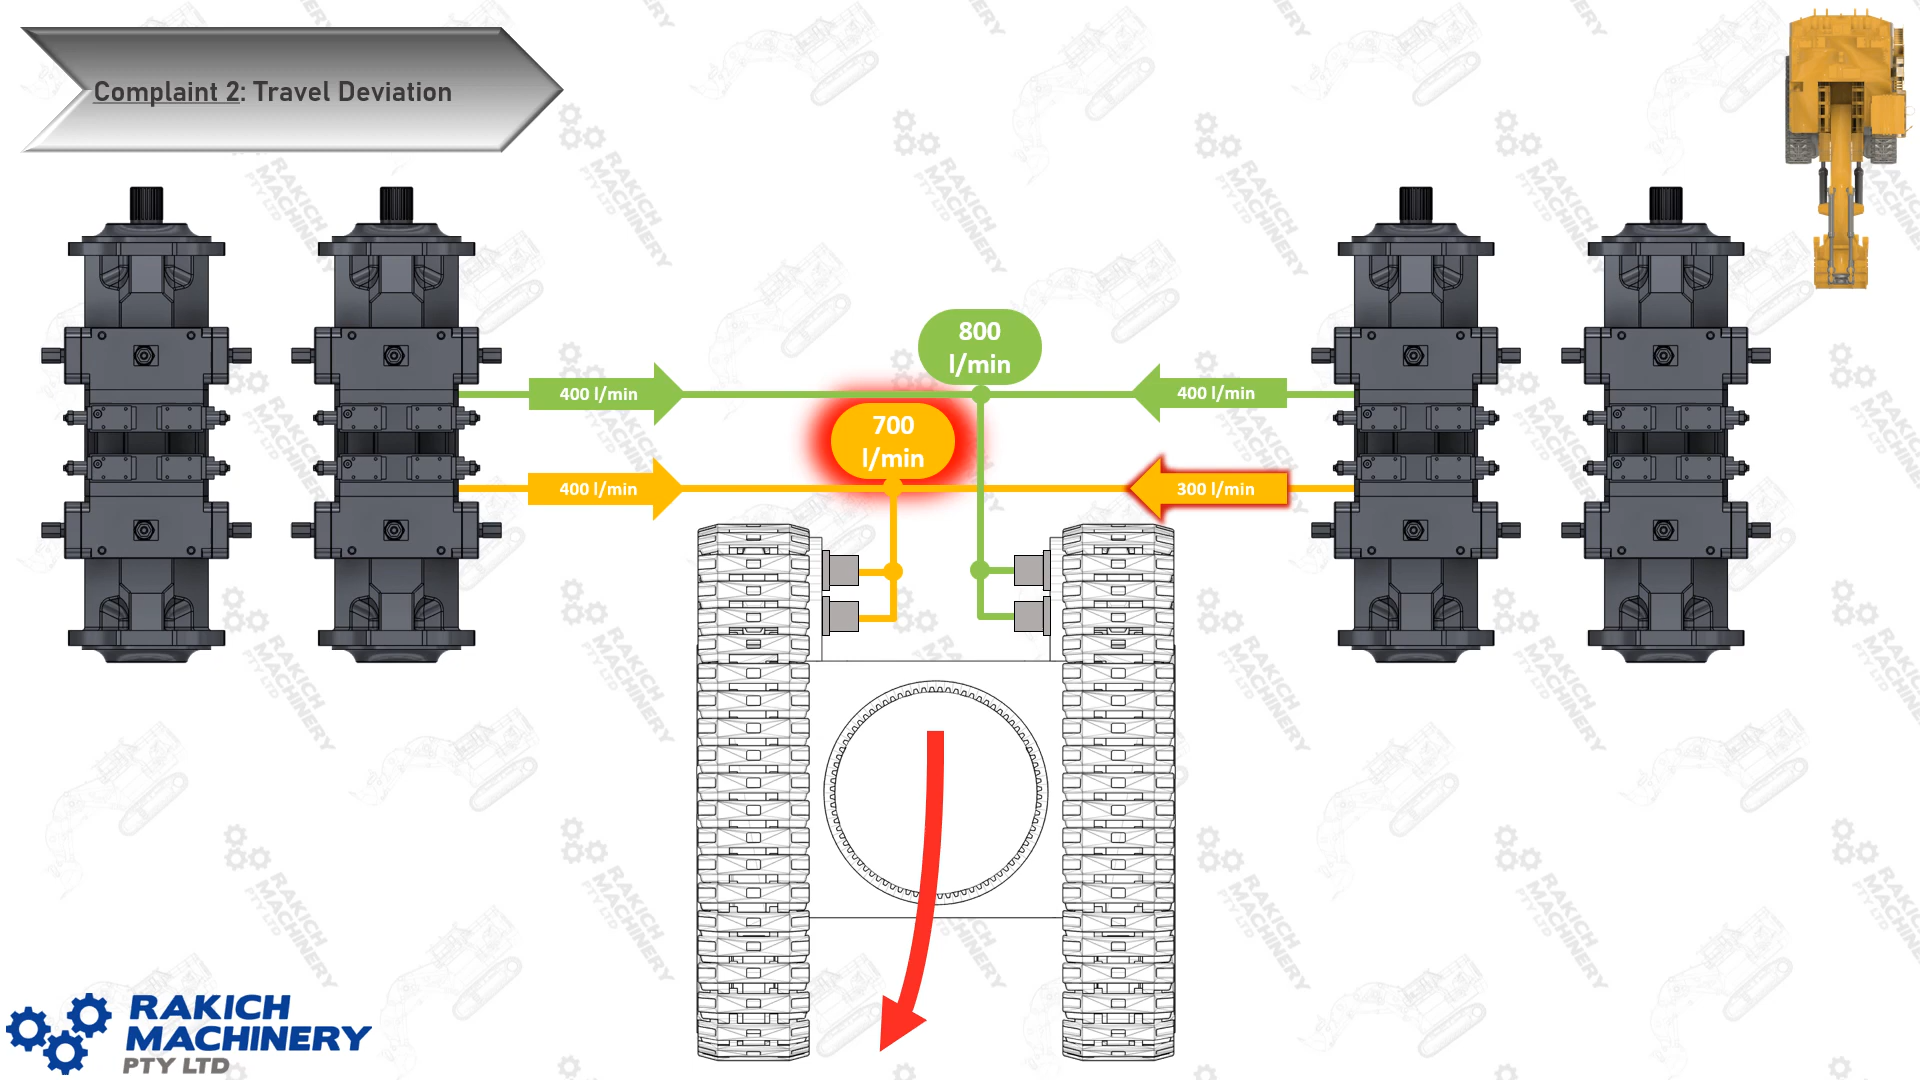 Complaint 2: Travel Deviation
800
l/min
400 l/min
400 l/min
700
l/min
400 l/min
300 l/min
RAKICH
MACHINERY
PTY LTD